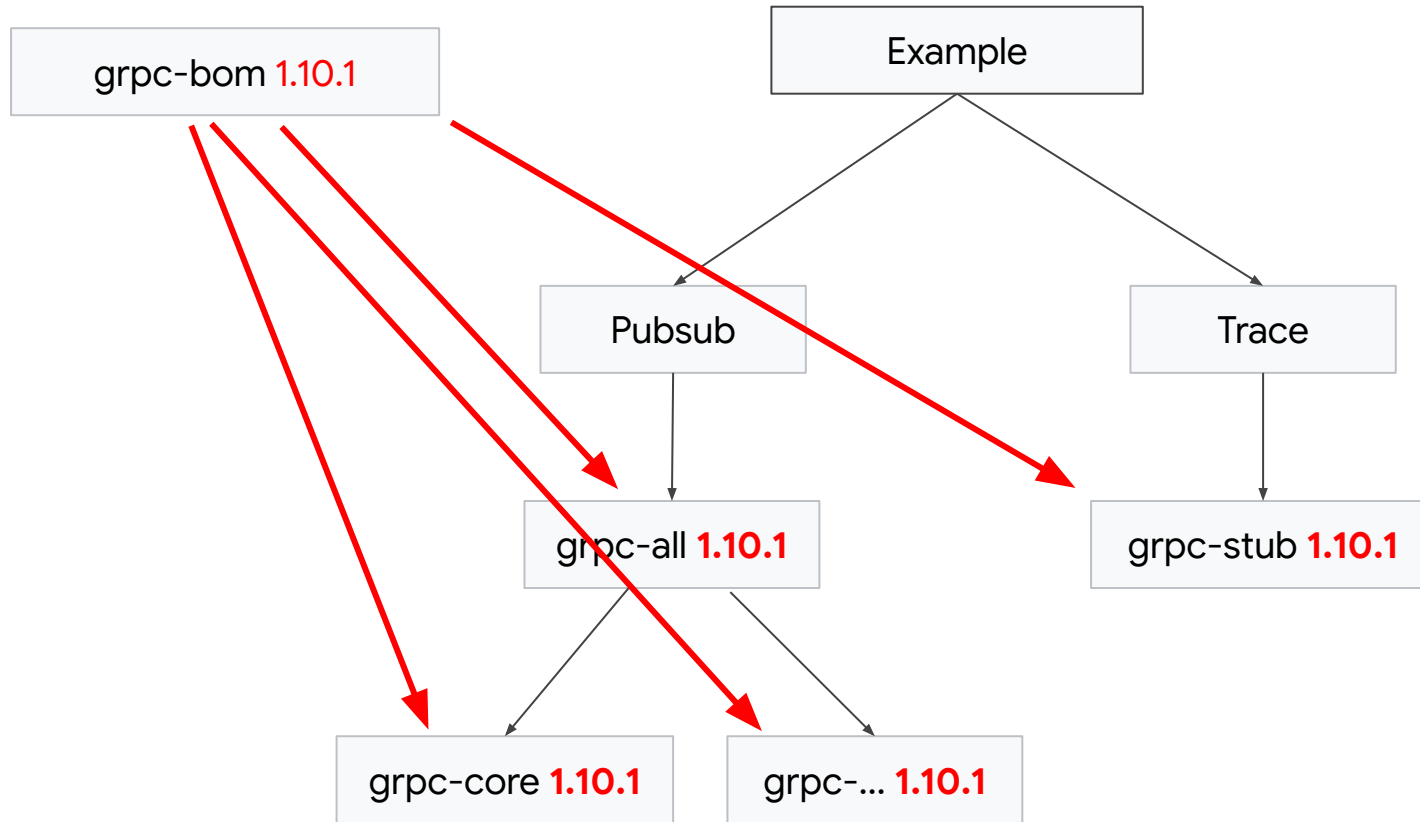 grpc-bom 1.10.1
Example
Pubsub
Trace
grpc-all 1.10.1
grpc-stub 1.10.1
grpc-core 1.10.1
grpc-... 1.10.1